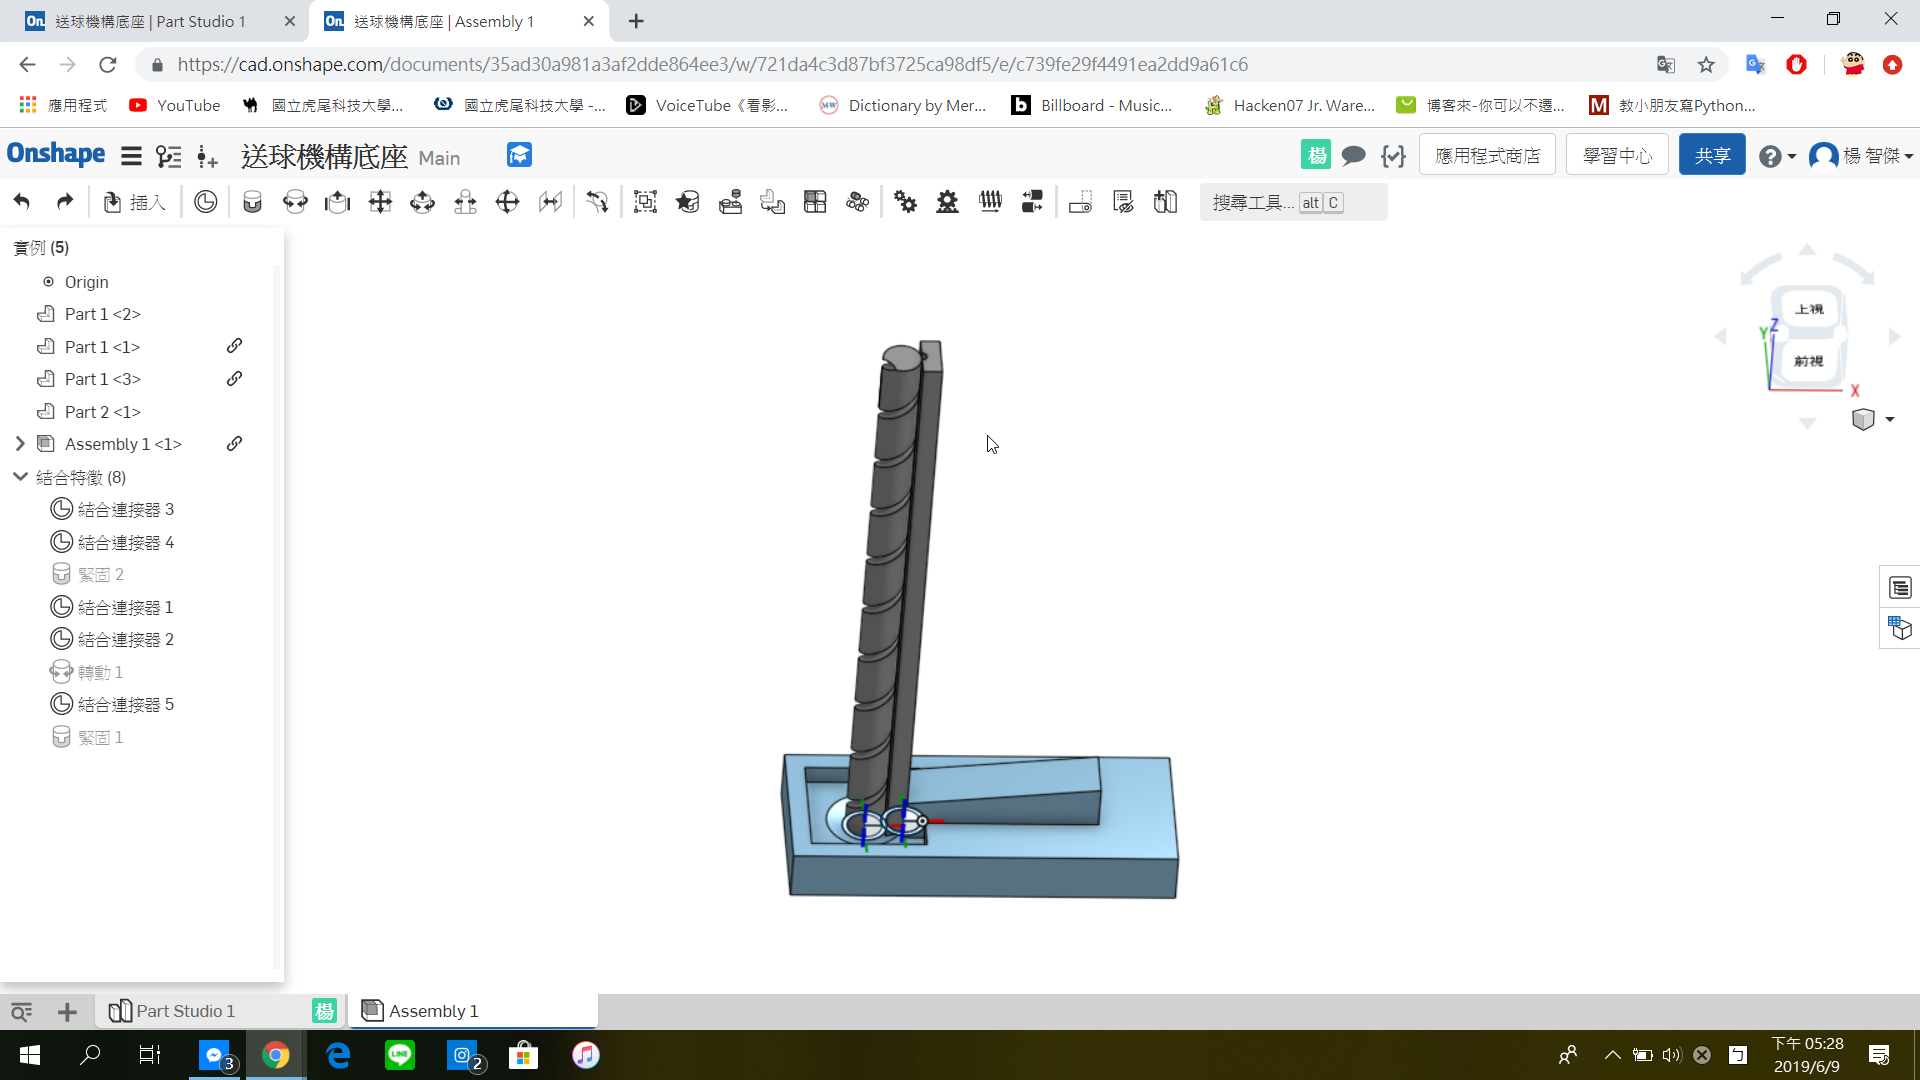 送球機構底座 | Part Studio 1
送球機構底座 | Assembly 1
https://cad.onshape.com/documents/35ad30a981a3af2dde864ee3/w/721da4c3d87bf3725ca98df5/e/c739fe29f4491ea2dd9a61c6
應用程式
YouTube
國立虎尾科技大學...
國立虎尾科技大學 -...
VoiceTube《看影...
Dictionary by Mer...
Billboard - Music...
Hacken07 Jr. Ware...
博客來-你可以不遷...
教小朋友寫Python...
Onshape
送球機構底座 Main
楊
應用程式商店
學習中心
共享
楊 智傑
插入
搜尋工具... alt C
實例 (5)
Origin
Part 1 <2>
Part 1 <1>
Part 1 <3>
Part 2 <1>
Assembly 1 <1>
結合特徵 (8)
結合連接器 3
結合連接器 4
緊固 2
結合連接器 1
結合連接器 2
轉動 1
結合連接器 5
緊固 1
上視
前視
Z
Y
X
Part Studio 1
楊
Assembly 1
3
LINE
2
下午 05:28
2019/6/9